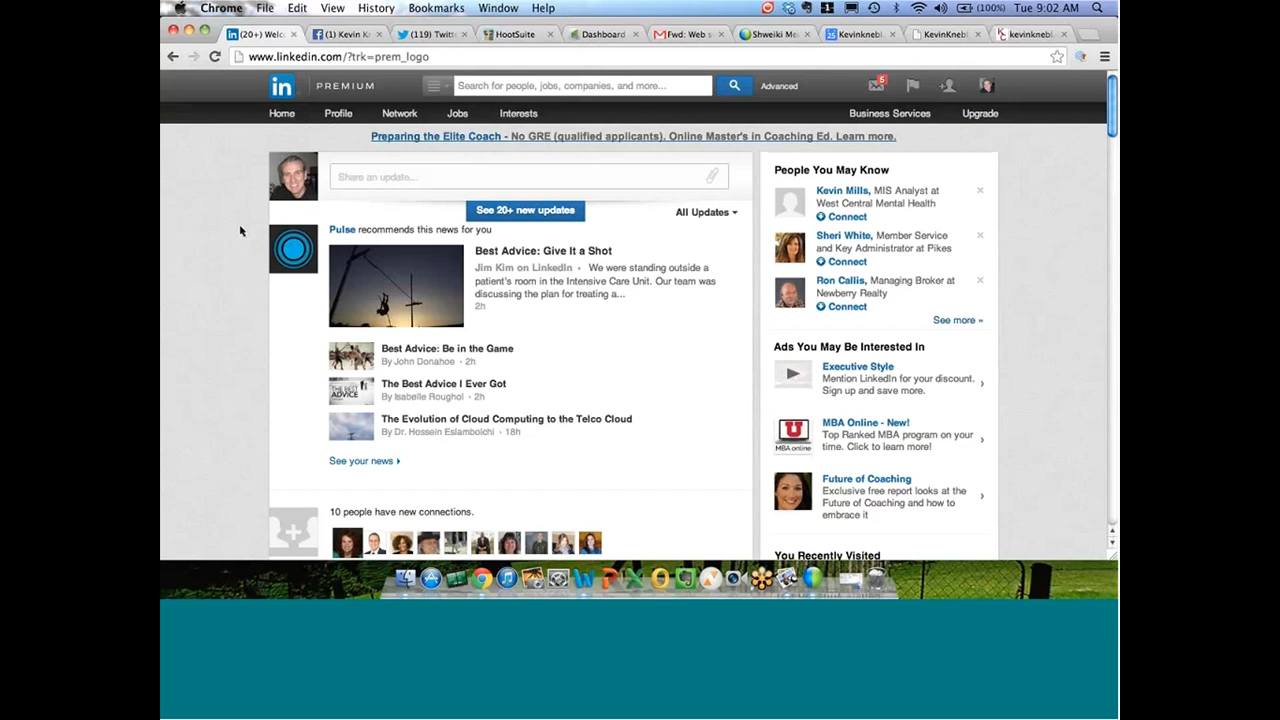 Chrome File Edit View History Bookmarks Window Help
(100%) Tue 9:02 AM
(20+) Welc
(1) Kevin K
(119) Twitt
HootSuite
Dashboard
Fwd: Web s
Shweiki Me
Kevinknebl
KevinKneb
kevinkneb
www.linkedin.com/?trk=prem_logo
in PREMIUM
Search for people, jobs, companies, and more...
Advanced
5
Home Profile Network Jobs Interests
Business Services Upgrade
Preparing the Elite Coach - No GRE (qualified applicants). Online Master's in Coaching Ed. Learn more.
Share an update...
See 20+ new updates
All Updates
Pulse recommends this news for you
Best Advice: Give It a Shot
Jim Kim on LinkedIn • We were standing outside a
patient's room in the Intensive Care Unit. Our team was
discussing the plan for treating a...
2h
Best Advice: Be in the Game
By John Donahoe • 2h
The Best Advice I Ever Got
By Isabelle Roughol • 2h
The Evolution of Cloud Computing to the Telco Cloud
By Dr. Hossein Eslambolchi • 18h
See your news
10 people have new connections.
People You May Know
Kevin Mills, MIS Analyst at
West Central Mental Health
Connect
Sheri White, Member Service
and Key Administrator at Pikes
Connect
Ron Callis, Managing Broker at
Newberry Realty
Connect
See more »
Ads You May Be Interested In
Executive Style
Mention LinkedIn for your discount.
Sign up and save more.
MBA Online - New!
Top Ranked MBA program on your
time. Click to learn more!
U
MBA online
Future of Coaching
Exclusive free report looks at the
Future of Coaching and how to
embrace it
You Recently Visited